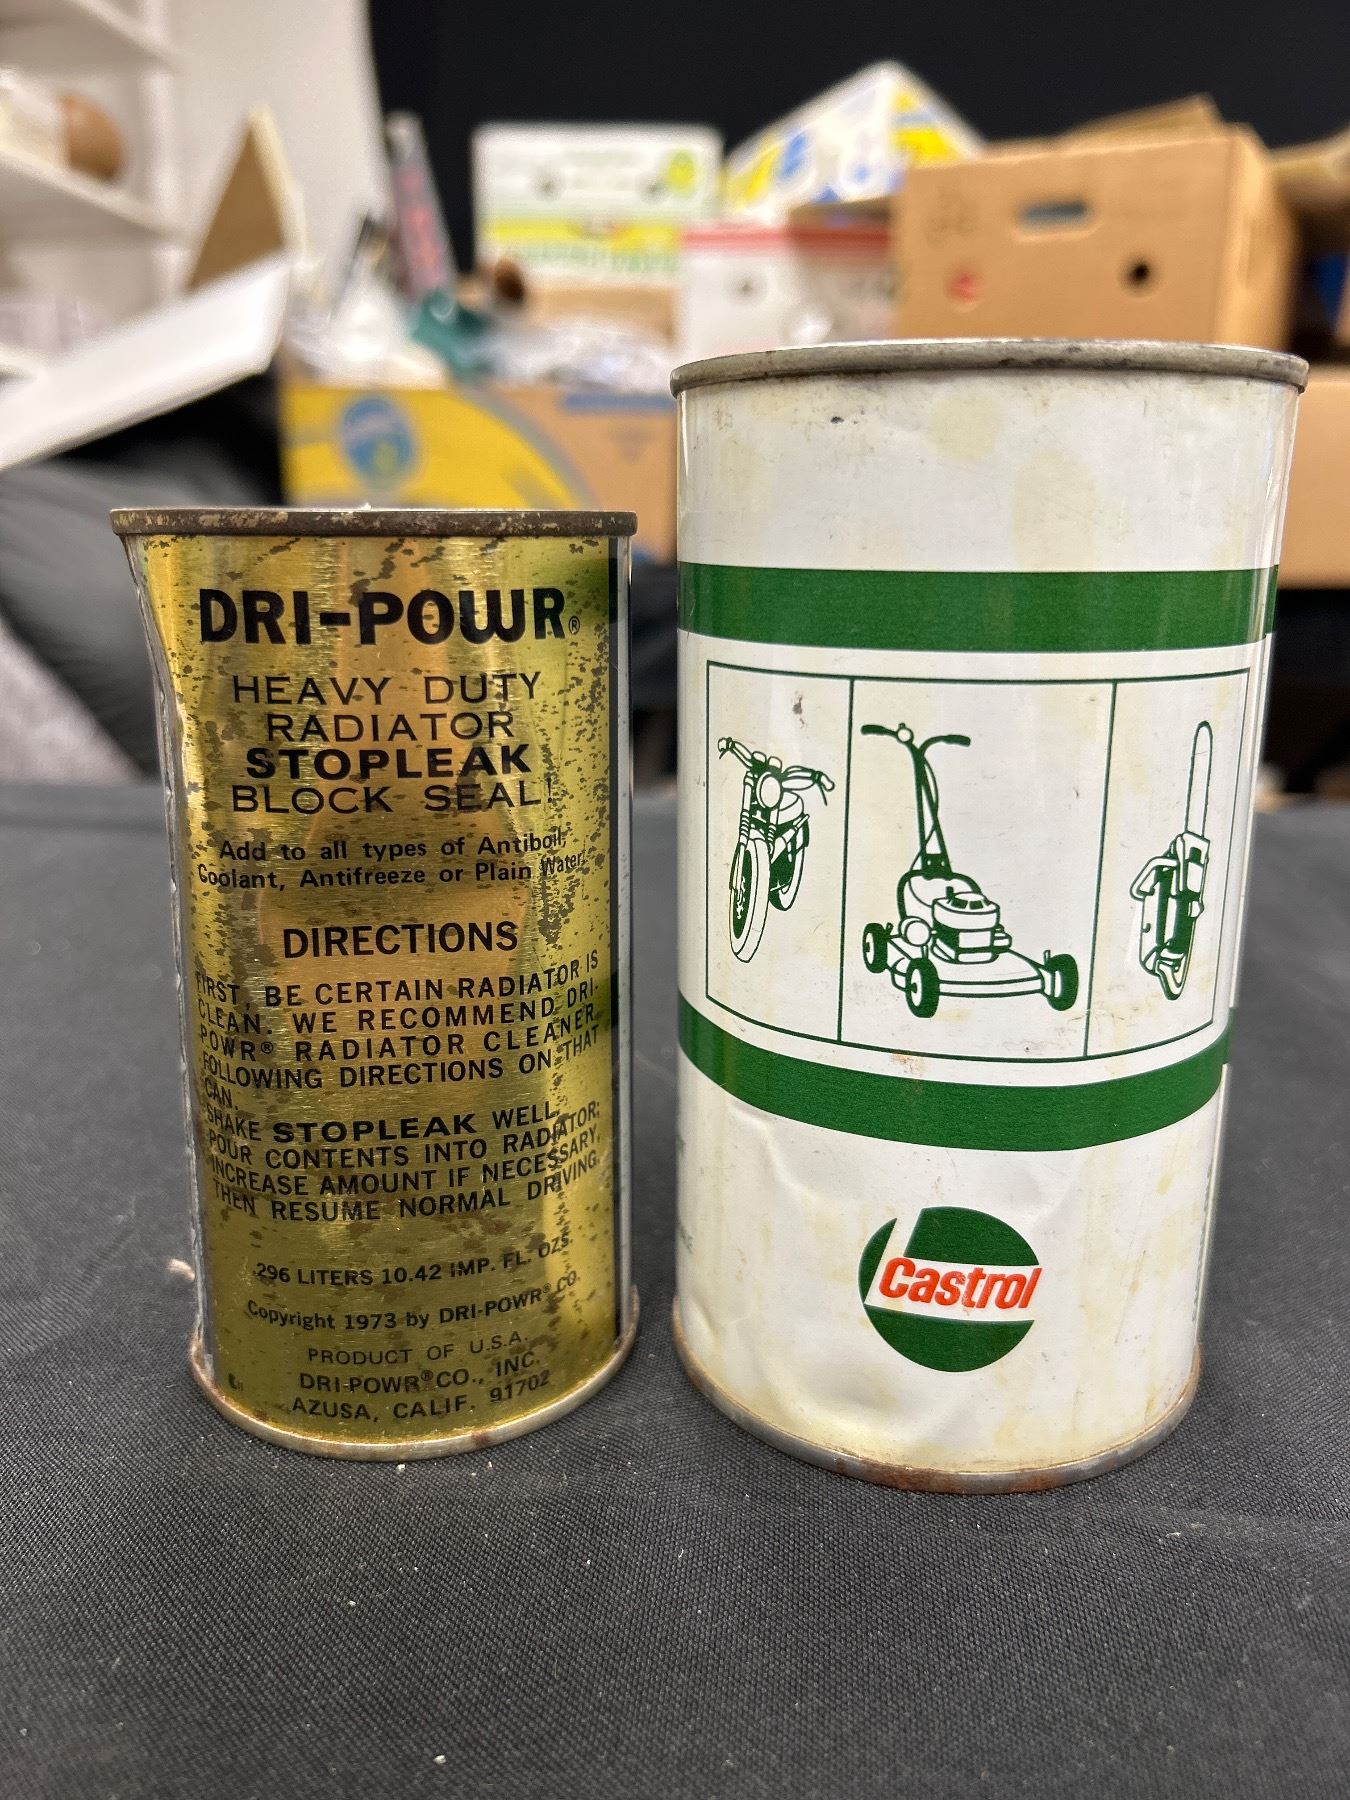 DRI-POWR®
HEAVY DUTY
RADIATOR
STOPLEAK
BLOCK SEAL
Add to all types of Antiboil,
Coolant, Antifreeze or Plain Water.
DIRECTIONS
FIRST, BE CERTAIN RADIATOR IS
CLEAN. WE RECOMMEND DRI-
POWR® RADIATOR CLEANER.
FOLLOWING DIRECTIONS ON THAT
CAN.
SHAKE STOPLEAK WELL,
POUR CONTENTS INTO RADIATOR;
INCREASE AMOUNT IF NECESSARY,
THEN RESUME NORMAL DRIVING.
.296 LITERS 10.42 IMP. FL. OZS.
Copyright 1973 by DRI-POWR® CO.
PRODUCT OF U.S.A.
DRI-POWR® CO., INC.
AZUSA, CALIF. 91702
Castrol